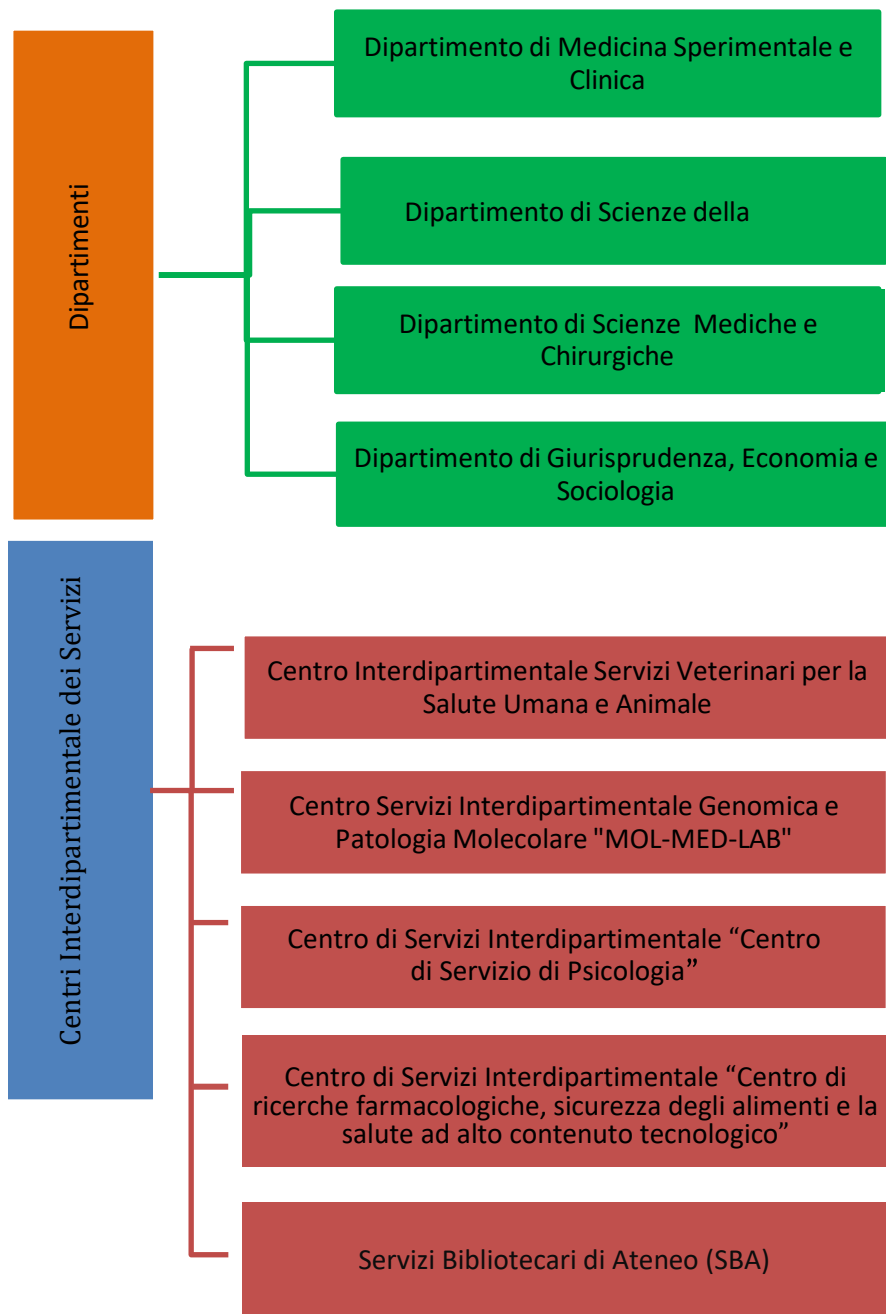 Dipartimenti
Dipartimento di Medicina Sperimentale e
Clinica
Dipartimento di Scienze della
Dipartimento di Scienze Mediche e
Chirurgiche
Dipartimento di Giurisprudenza, Economia e
Sociologia
Centri Interdipartimentale dei Servizi
Centro Interdipartimentale Servizi Veterinari per la
Salute Umana e Animale
Centro Servizi Interdipartimentale Genomica e
Patologia Molecolare "MOL-MED-LAB"
Centro di Servizi Interdipartimentale “Centro
di Servizio di Psicologia”
Centro di Servizi Interdipartimentale “Centro di
ricerche farmacologiche, sicurezza degli alimenti e la
salute ad alto contenuto tecnologico”
Servizi Bibliotecari di Ateneo (SBA)